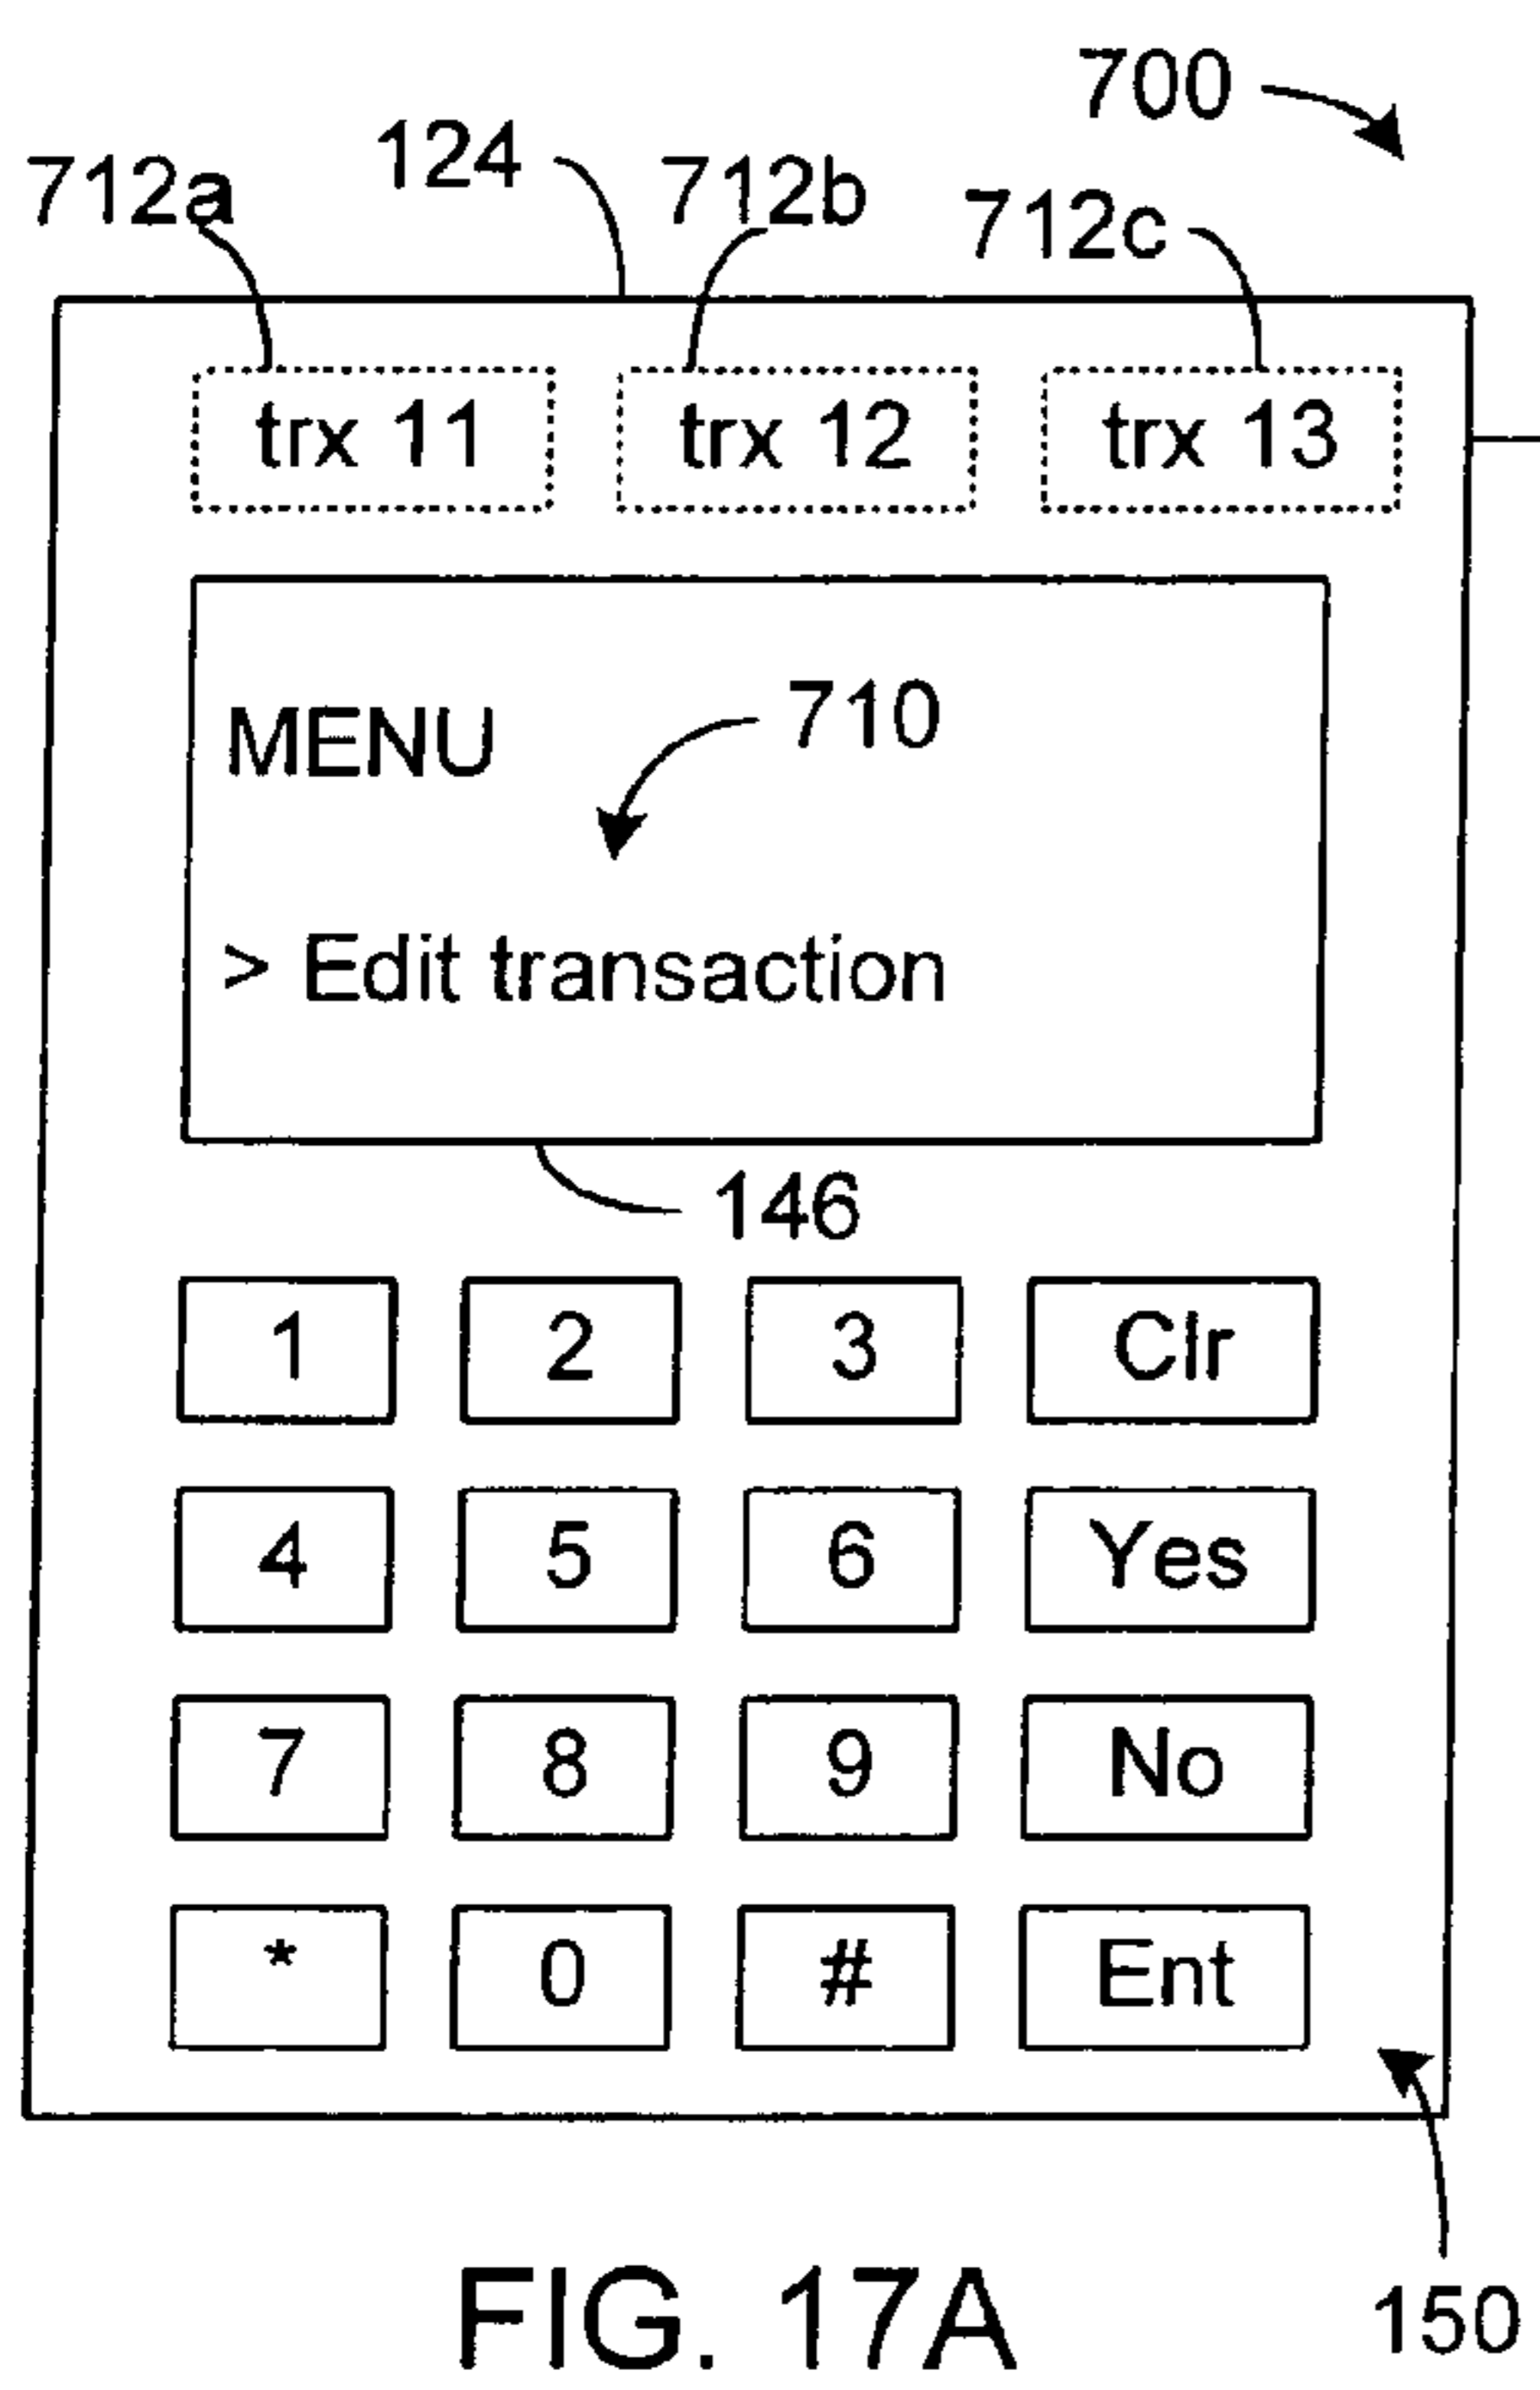 700
124
712a
712b
712c
trx 11 trx 12 trx 13
MENU
710
> Edit transaction
146
1 2 3 Clr
4 5 6 Yes
7 8 9 No
* 0 # Ent
150
FIG. 17A